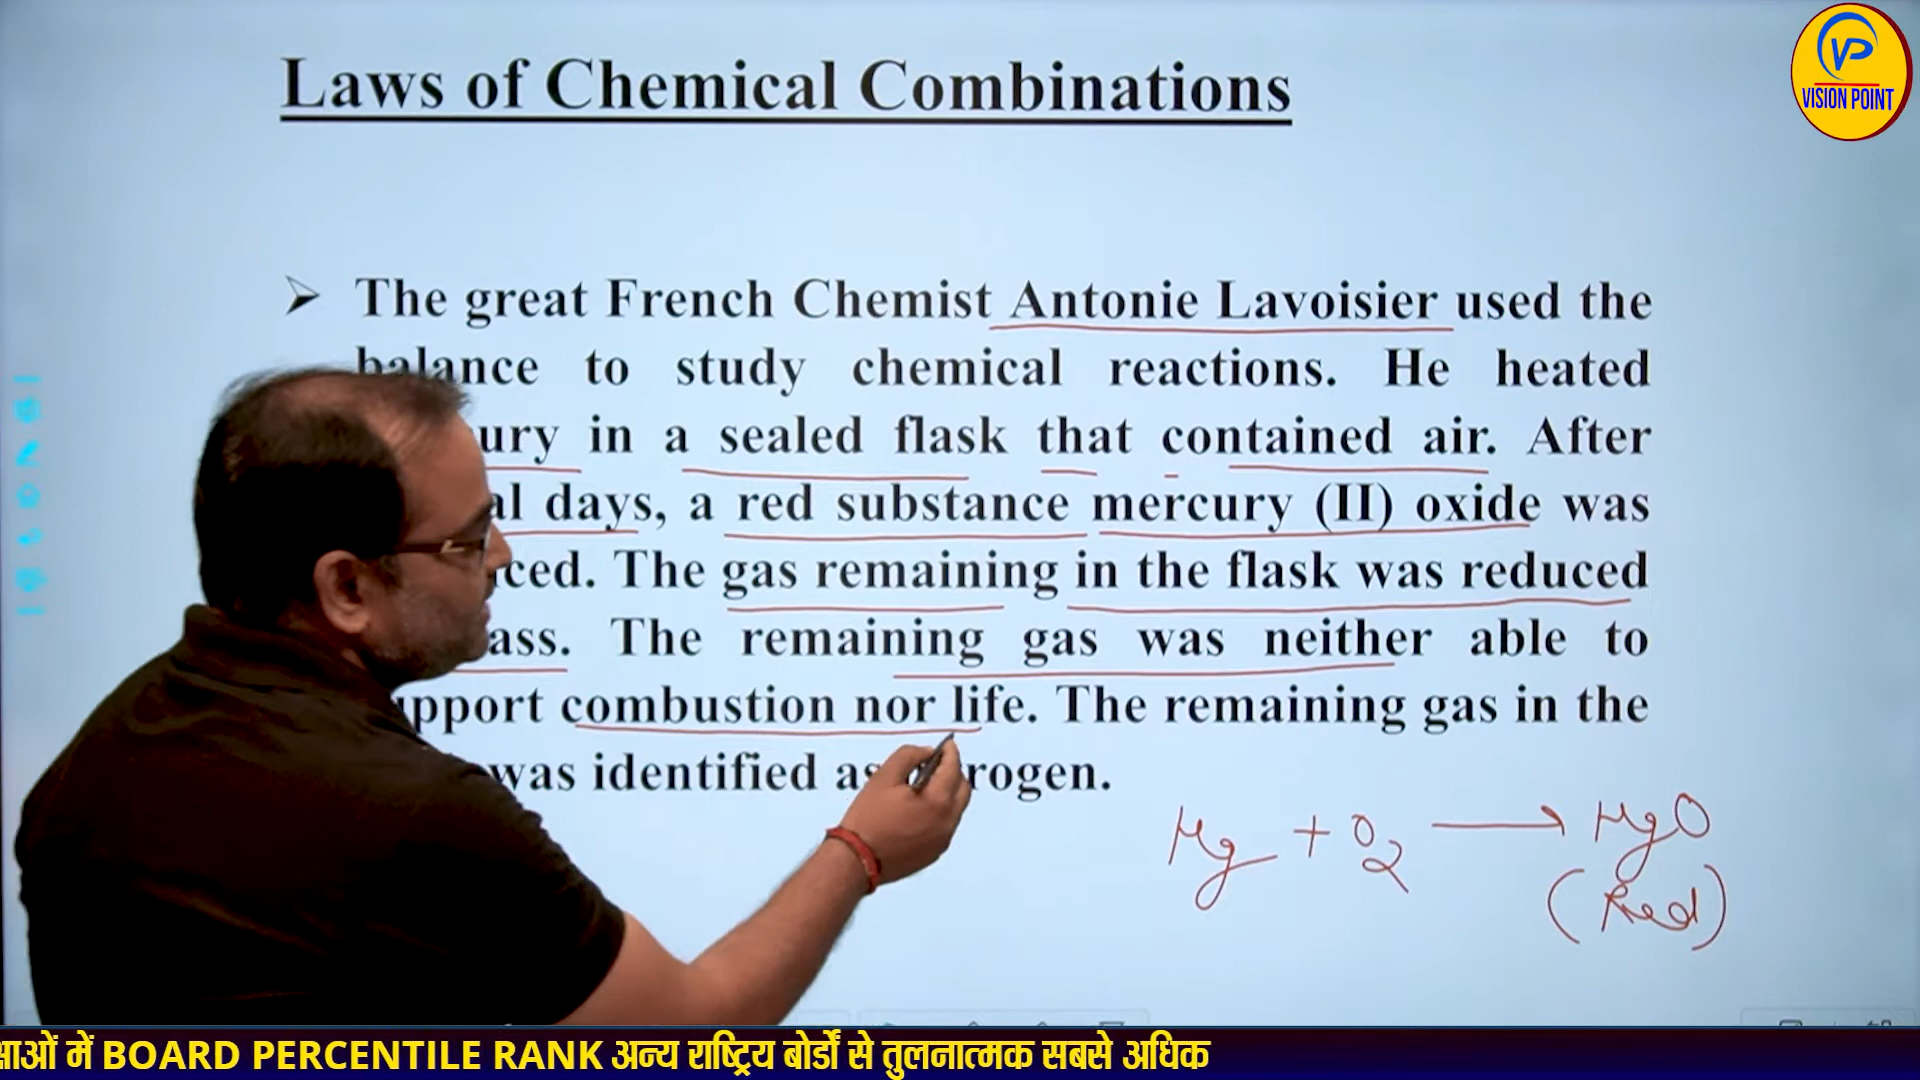 Laws of Chemical Combinations
VP
VISION POINT
➢ The great French Chemist Antonie Lavoisier used the
balance to study chemical reactions. He heated
ury in a sealed flask that contained air. After
al days, a red substance mercury (II) oxide was
ced. The gas remaining in the flask was reduced
ass. The remaining gas was neither able to
pport combustion nor life. The remaining gas in the
was identified as rogen.
Hg + O2 ⟶ HgO
(Red)
क्षाओं में BOARD PERCENTILE RANK अन्य राष्ट्रिय बोर्डों से तुलनात्मक सबसे अधिक